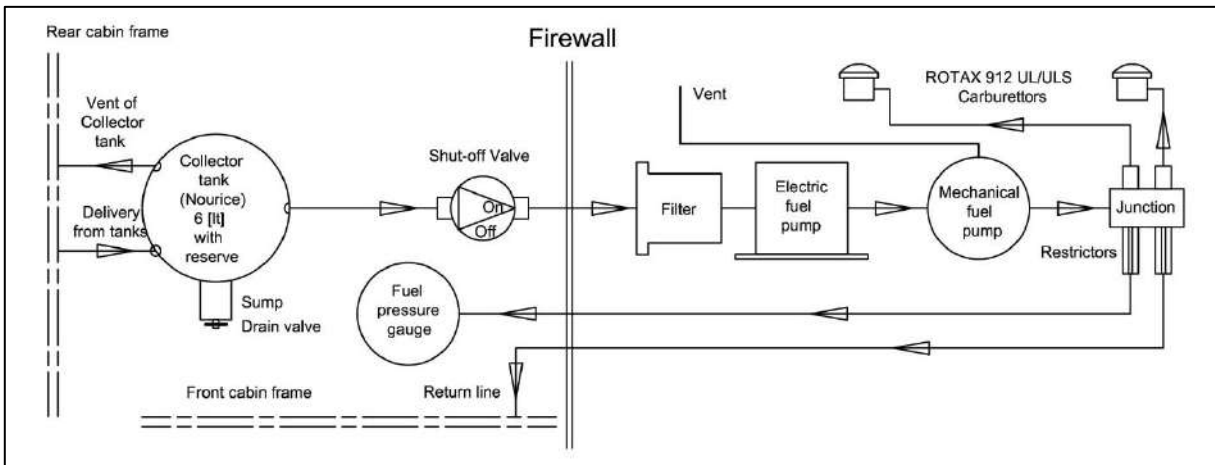 Rear cabin frame
Firewall
Vent of
Collector
tank
Collector
tank
(Nourice)
6 [lt]
with
reserve
Delivery
from tanks
Sump
Drain valve
Shut-off Valve
On
Off
Fuel
pressure
gauge
Front cabin frame
Return line
Vent
Filter
Electric
fuel
pump
Mechanical
fuel
pump
ROTAX 912 UL/ULS
Carburettors
Junction
Restrictors